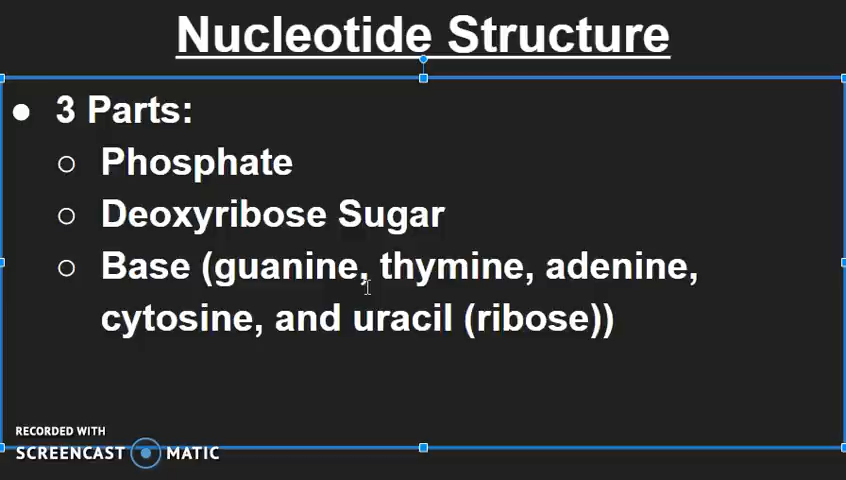 Nucleotide Structure
● 3 Parts:
○ Phosphate
○ Deoxyribose Sugar
○ Base (guanine, thymine, adenine,
cytosine, and uracil (ribose))
RECORDED WITH
SCREENCAST MATIC